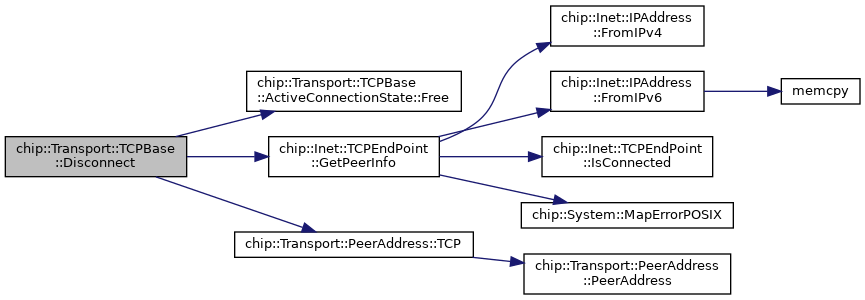 chip::Transport::TCPBase
::Disconnect
chip::Transport::TCPBase
::ActiveConnectionState::Free
chip::Inet::TCPEndPoint
::GetPeerInfo
chip::Transport::PeerAddress::TCP
chip::Inet::IPAddress
::FromIPv4
chip::Inet::IPAddress
::FromIPv6
chip::Inet::TCPEndPoint
::IsConnected
chip::System::MapErrorPOSIX
chip::Transport::PeerAddress
::PeerAddress
memcpy